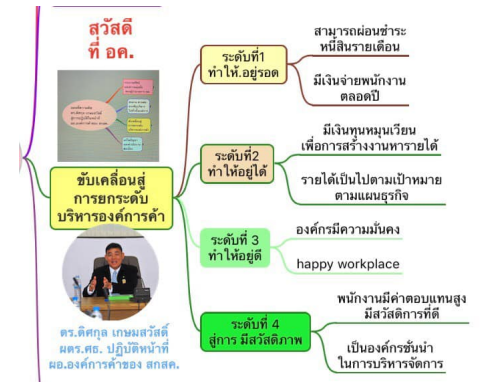 สวัสดี
ที่ อค.
ขับเคลื่อนสู่
การยกระดับ
บริหารองค์การค้า
ดร.ดิศกุล เกษมสวัสดิ์
ผตร.ศธ. ปฏิบัติหน้าที่
ผอ.องค์การค้าของ สกสค.
ระดับที่1
ทำให้.อยู่รอด
สามารถผ่อนชำระ
หนี้สินรายเดือน
มีเงินจ่ายพนักงาน
ตลอดปี
ระดับที่2
ทำให้อยู่ได้
มีเงินทุนหมุนเวียน
เพื่อการสร้างงานหารายได้
รายได้เป็นไปตามเป้าหมาย
ตามแผนธุรกิจ
ระดับที่ 3
ทำให้อยู่ดี
องค์กรมีความมั่นคง
happy workplace
ระดับที่ 4
สู่การ มีสวัสดิภาพ
พนักงานมีค่าตอบแทนสูง
มีสวัสดิการที่ดี
เป็นองค์กรชั้นนำ
ในการบริหารจัดการ